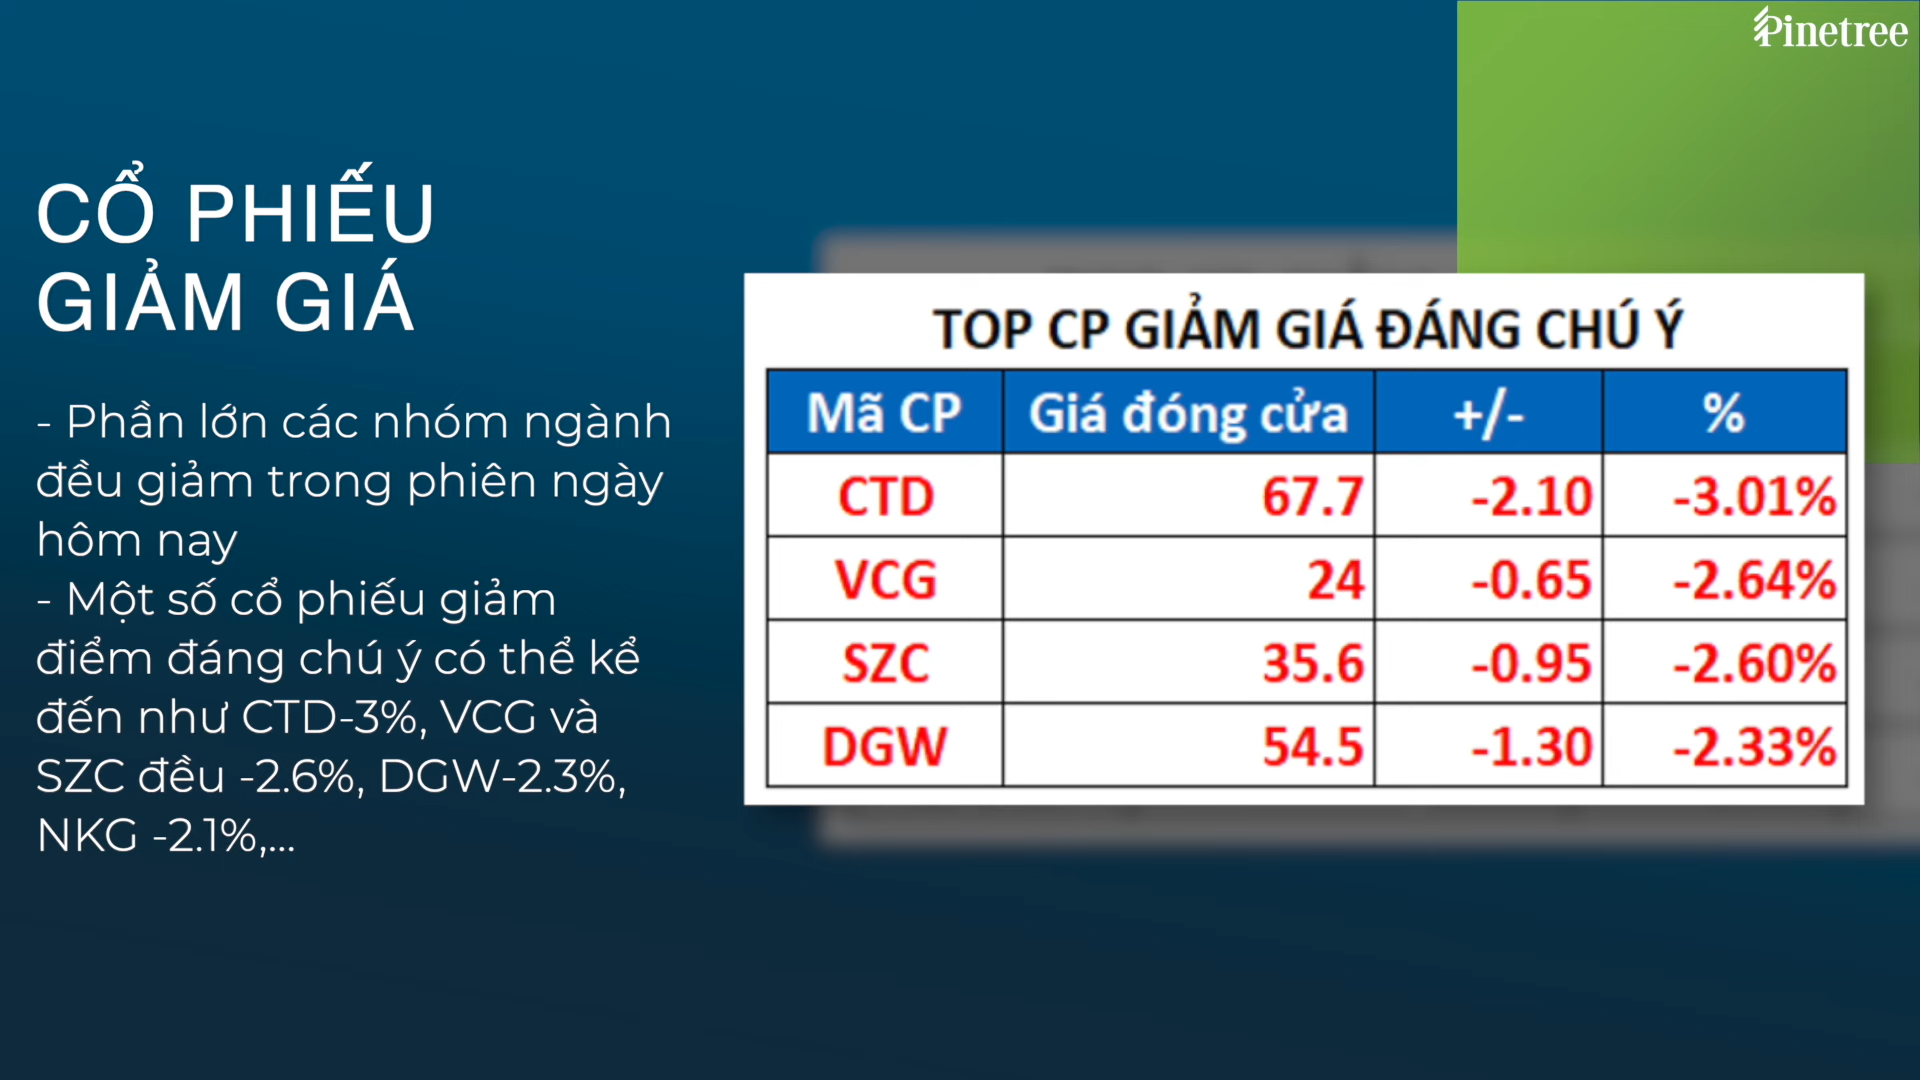 Pinetree
CỔ PHIẾU
GIẢM GIÁ
- Phần lớn các nhóm ngành
đều giảm trong phiên ngày
hôm nay
- Một số cổ phiếu giảm
điểm đáng chú ý có thể kể
đến như CTD-3%, VCG và
SZC đều -2.6%, DGW-2.3%,
NKG -2.1%,...
TOP CP GIẢM GIÁ ĐÁNG CHÚ Ý
Mã CP Giá đóng cửa +/- %
CTD 67.7 -2.10 -3.01%
VCG 24 -0.65 -2.64%
SZC 35.6 -0.95 -2.60%
DGW 54.5 -1.30 -2.33%